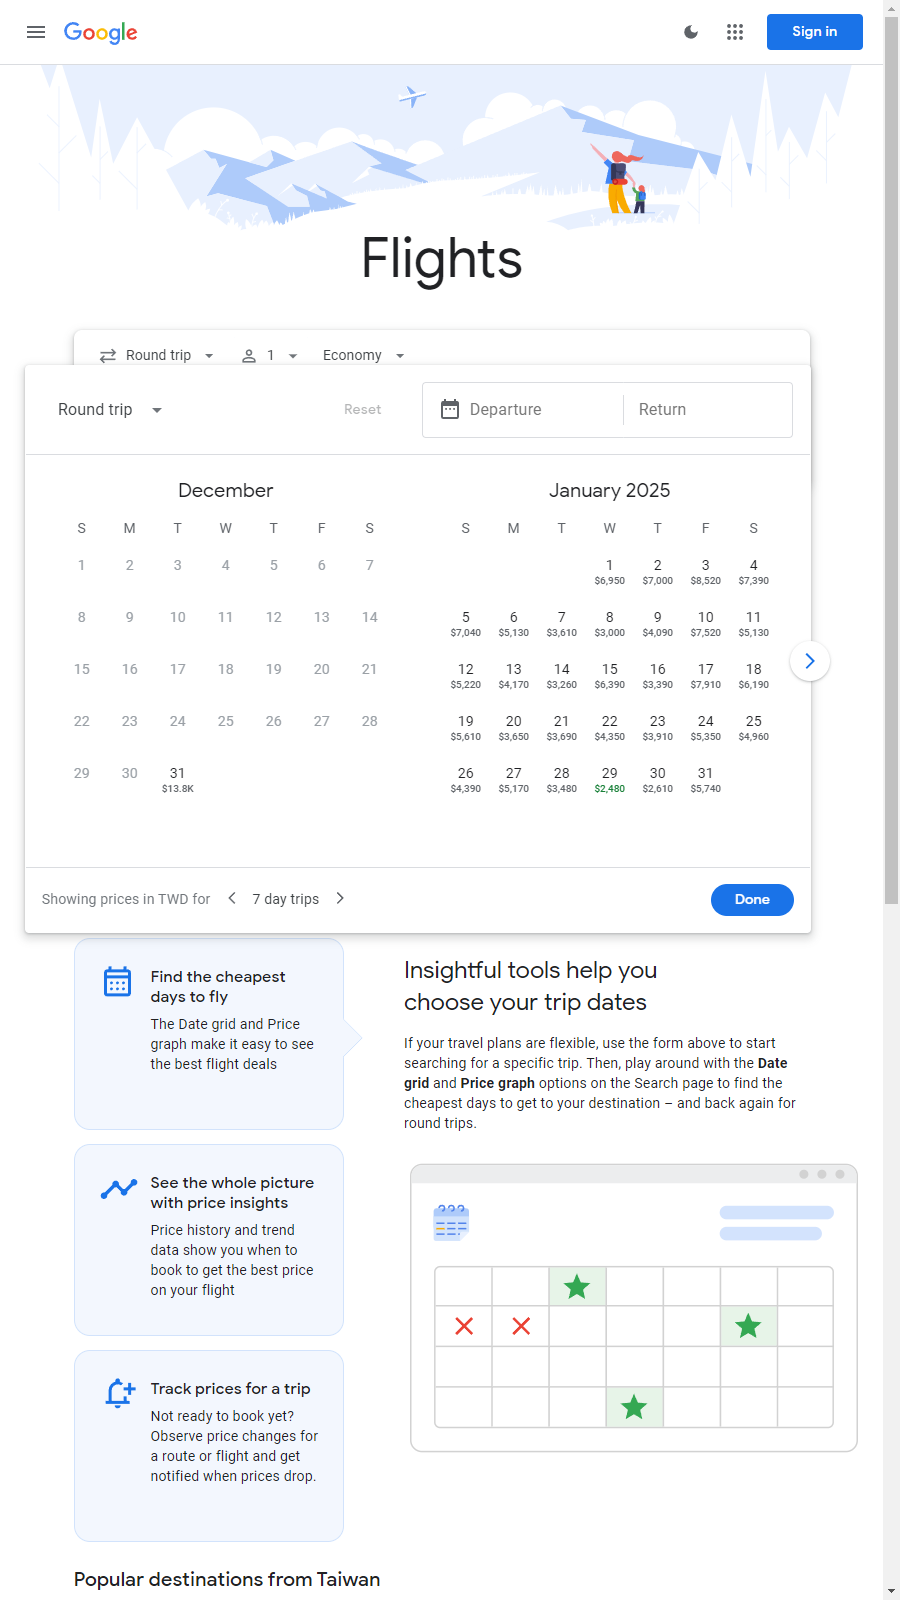 Google
Sign in
Flights
Round trip 1 Economy
Round trip Reset Departure Return
December
S M T W T F S
1 2 3 4 5 6 7
8 9 10 11 12 13 14
15 16 17 18 19 20 21
22 23 24 25 26 27 28
29 30 31
$13.8K
January 2025
S M T W T F S
1 2 3 4
$6,950 $7,000 $8,520 $7,390
5 6 7 8 9 10 11
$7,040 $5,130 $3,610 $3,000 $4,090 $7,520 $5,130
12 13 14 15 16 17 18
$5,220 $4,170 $3,260 $6,390 $3,390 $7,910 $6,190
19 20 21 22 23 24 25
$5,610 $3,650 $3,690 $4,350 $3,910 $5,350 $4,960
26 27 28 29 30 31
$4,390 $5,170 $3,480 $2,480 $2,610 $5,740
Showing prices in TWD for 7 day trips Done
Find the cheapest
days to fly
The Date grid and Price
graph make it easy to see
the best flight deals
See the whole picture
with price insights
Price history and trend
data show you when to
book to get the best price
on your flight
Track prices for a trip
Not ready to book yet?
Observe price changes for
a route or flight and get
notified when prices drop.
Insightful tools help you
choose your trip dates
If your travel plans are flexible, use the form above to start
searching for a specific trip. Then, play around with the Date
grid and Price graph options on the Search page to find the
cheapest days to get to your destination – and back again for
round trips.
Popular destinations from Taiwan